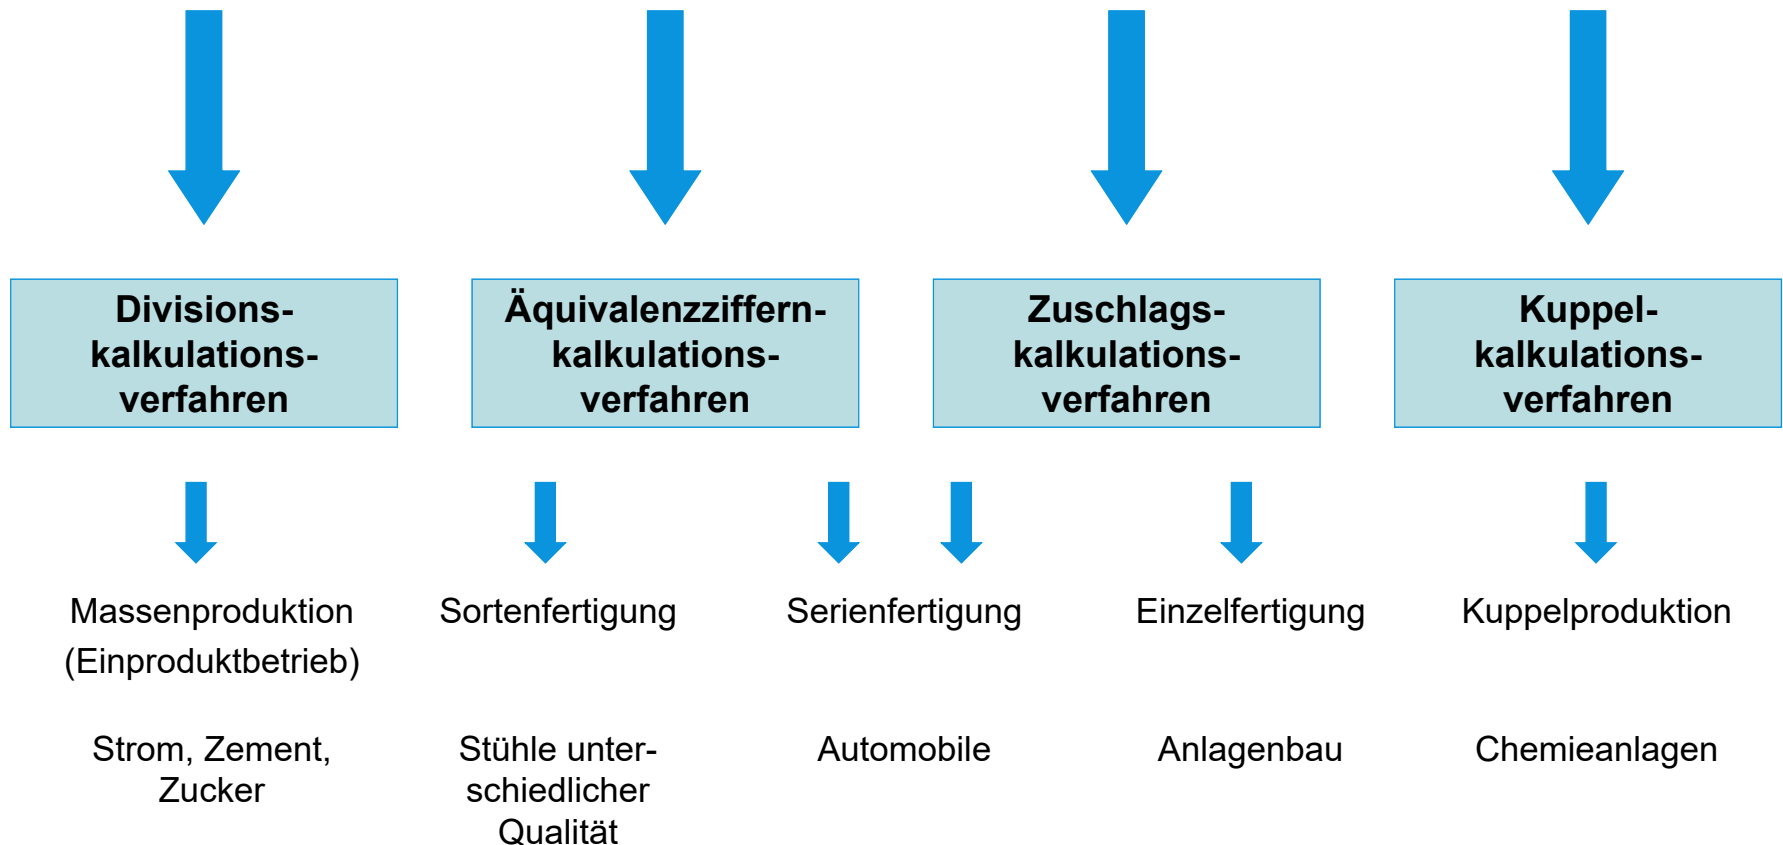 Divisions-
kalkulations-
verfahren
Äquivalenzziffern-
kalkulations-
verfahren
Zuschlags-
kalkulations-
verfahren
Kuppel-
kalkulations-
verfahren
Massenproduktion
(Einproduktbetrieb)
Sortenfertigung
Serienfertigung
Einzelfertigung
Kuppelproduktion
Strom, Zement,
Zucker
Stühle unter-
schiedlicher
Qualität
Automobile
Anlagenbau
Chemieanlagen